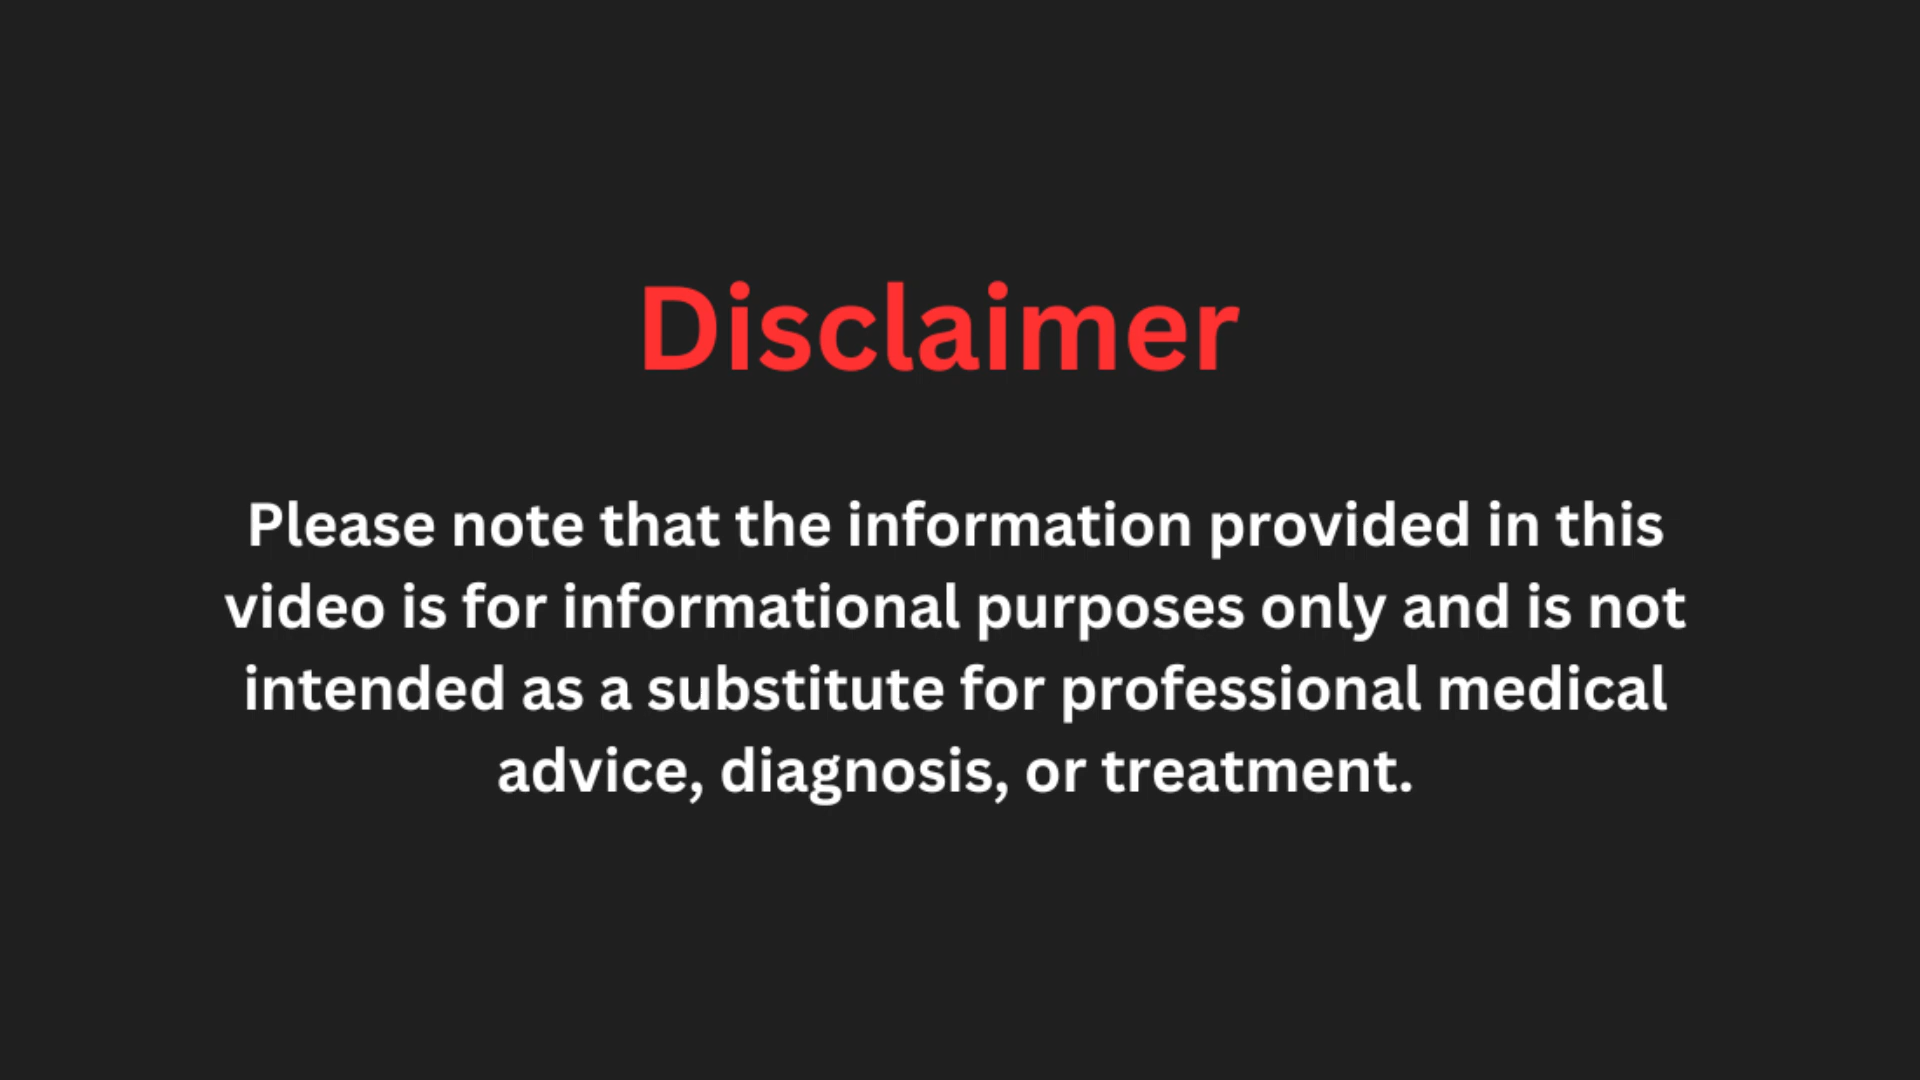 Disclaimer
Please note that the information provided in this
video is for informational purposes only and is not
intended as a substitute for professional medical
advice, diagnosis, or treatment.